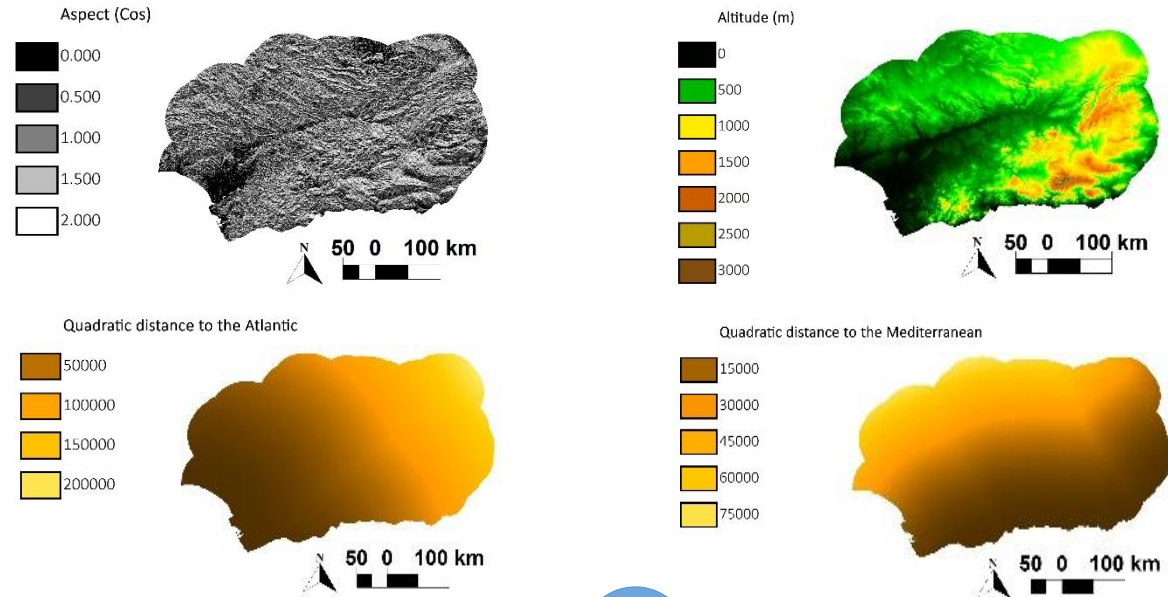 Aspect (Cos)
0.000
0.500
1.000
1.500
2.000
N
50 0 100 km
Altitude (m)
0
500
1000
1500
2000
2500
3000
N
50 0 100 km
Quadratic distance to the Atlantic
50000
100000
150000
200000
N
50 0 100 km
Quadratic distance to the Mediterranean
15000
30000
45000
60000
75000
N
50 0 100 km